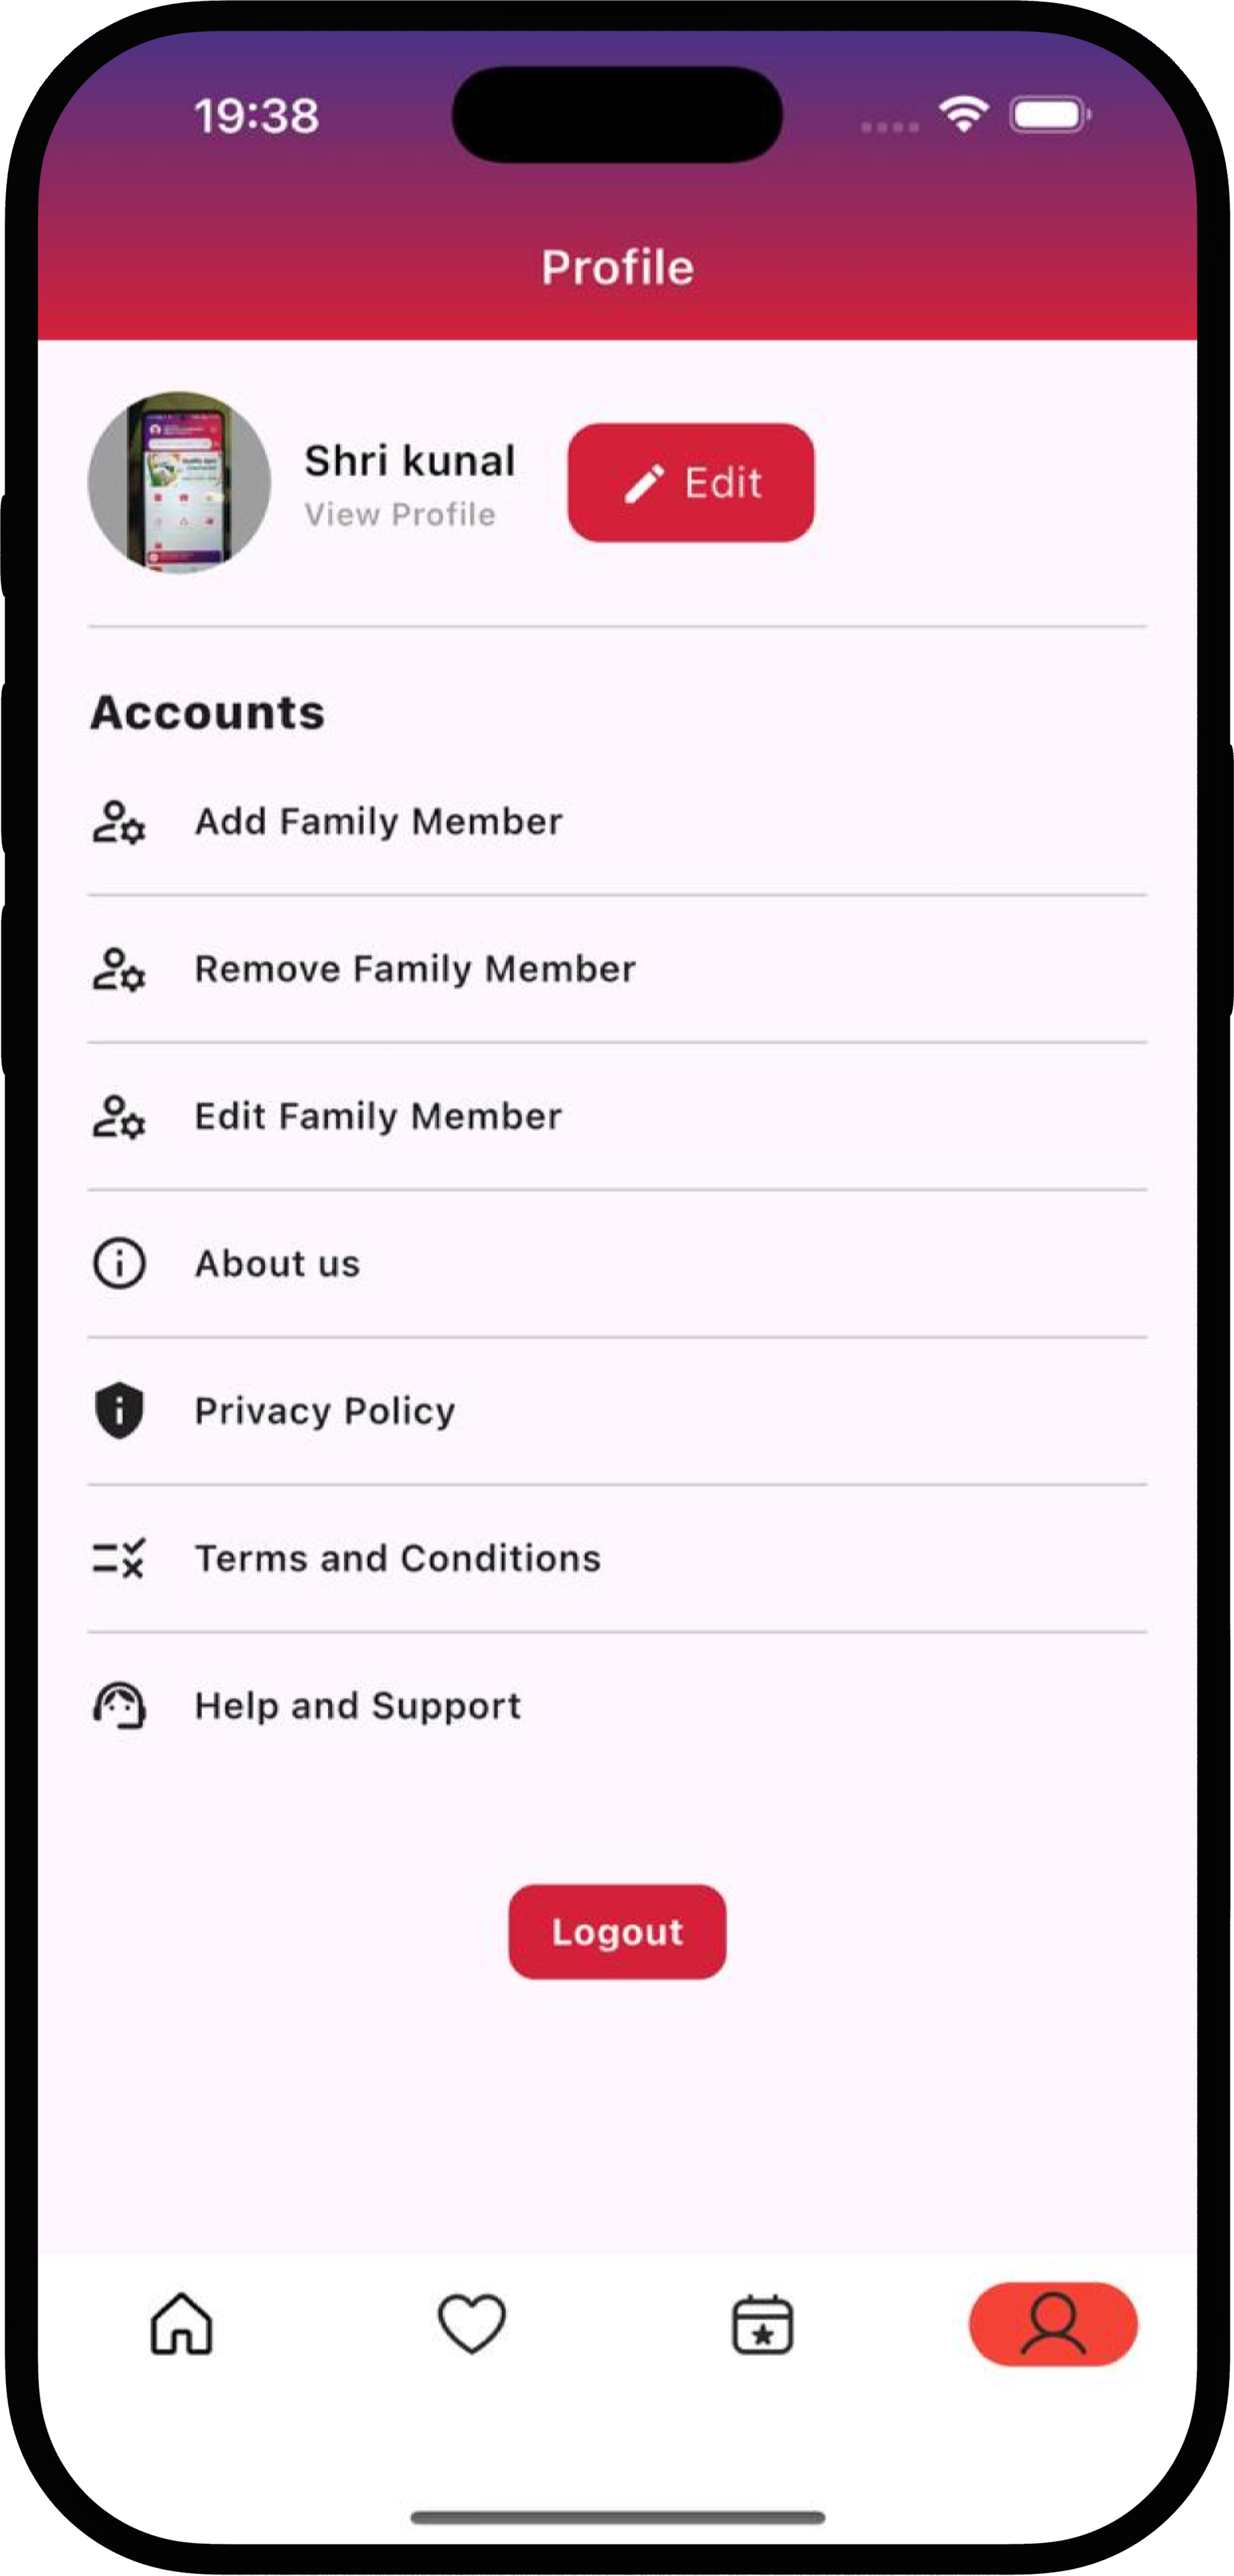 19:38
Profile
Shri kunal
View Profile
Edit
Accounts
Add Family Member
Remove Family Member
Edit Family Member
About us
Privacy Policy
Terms and Conditions
Help and Support
Logout